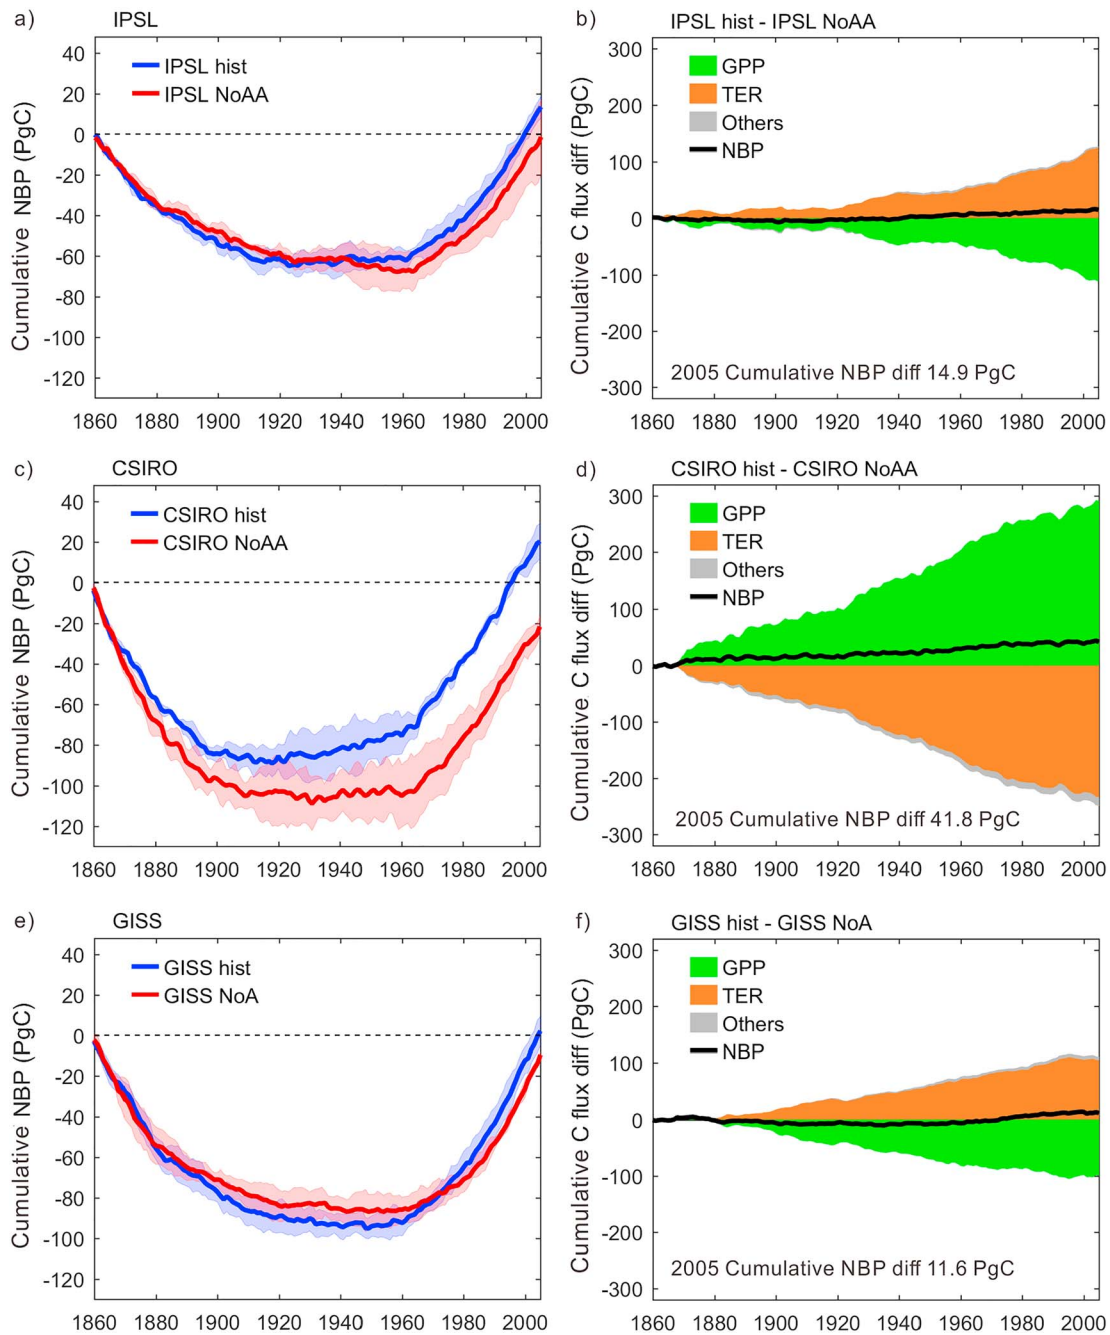 a) IPSL
IPSL hist
IPSL NoAA
Cumulative NBP (PgC)
40
20
0
-20
-40
-60
-80
-100
-120
1860 1880 1900 1920 1940 1960 1980 2000
b) IPSL hist - IPSL NoAA
GPP
TER
Others
NBP
Cumulative C flux diff (PgC)
300
200
100
0
-100
-200
-300
2005 Cumulative NBP diff 14.9 PgC
1860 1880 1900 1920 1940 1960 1980 2000
c) CSIRO
CSIRO hist
CSIRO NoAA
Cumulative NBP (PgC)
40
20
0
-20
-40
-60
-80
-100
-120
1860 1880 1900 1920 1940 1960 1980 2000
d) CSIRO hist - CSIRO NoAA
GPP
TER
Others
NBP
Cumulative C flux diff (PgC)
300
200
100
0
-100
-200
-300
2005 Cumulative NBP diff 41.8 PgC
1860 1880 1900 1920 1940 1960 1980 2000
e) GISS
GISS hist
GISS NoA
Cumulative NBP (PgC)
40
20
0
-20
-40
-60
-80
-100
-120
1860 1880 1900 1920 1940 1960 1980 2000
f) GISS hist - GISS NoA
GPP
TER
Others
NBP
Cumulative C flux diff (PgC)
300
200
100
0
-100
-200
-300
2005 Cumulative NBP diff 11.6 PgC
1860 1880 1900 1920 1940 1960 1980 2000